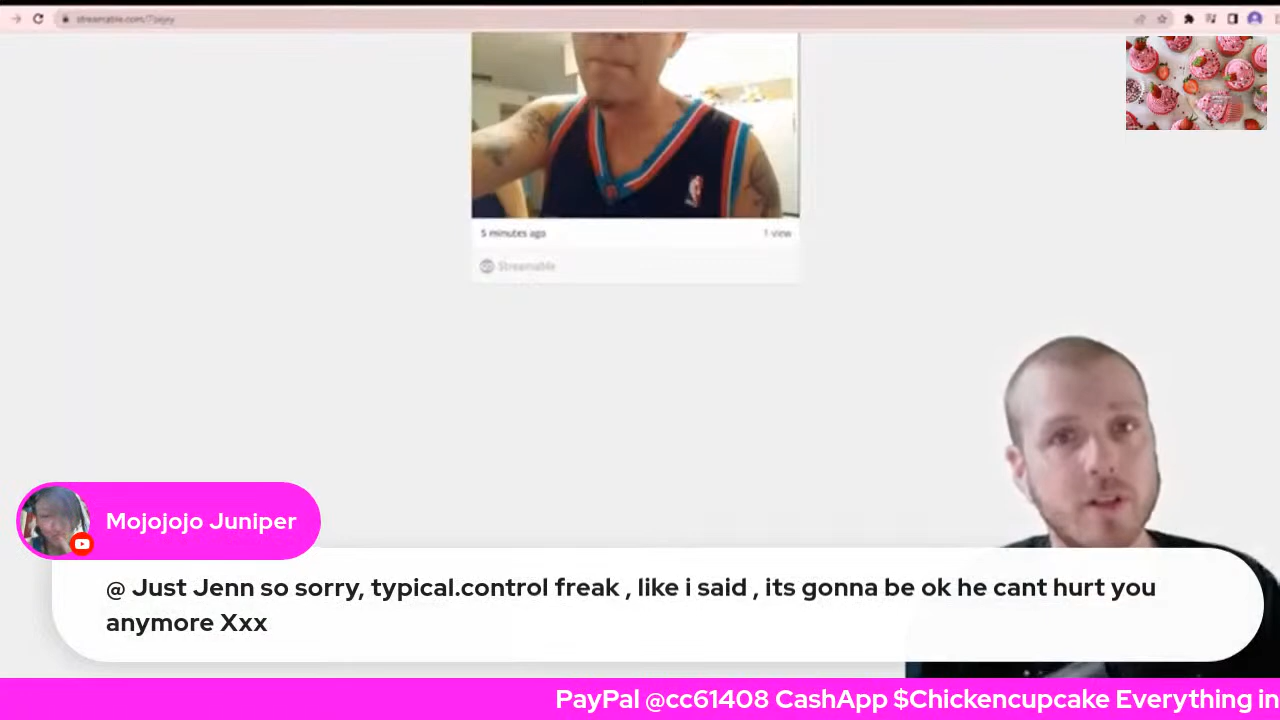 5 minutes ago
1 view
Streamable
Mojojojo Juniper
@ Just Jenn so sorry, typical.control freak , like i said , its gonna be ok he cant hurt you
anymore Xxx
PayPal @cc61408 CashApp $Chickencupcake Everything in